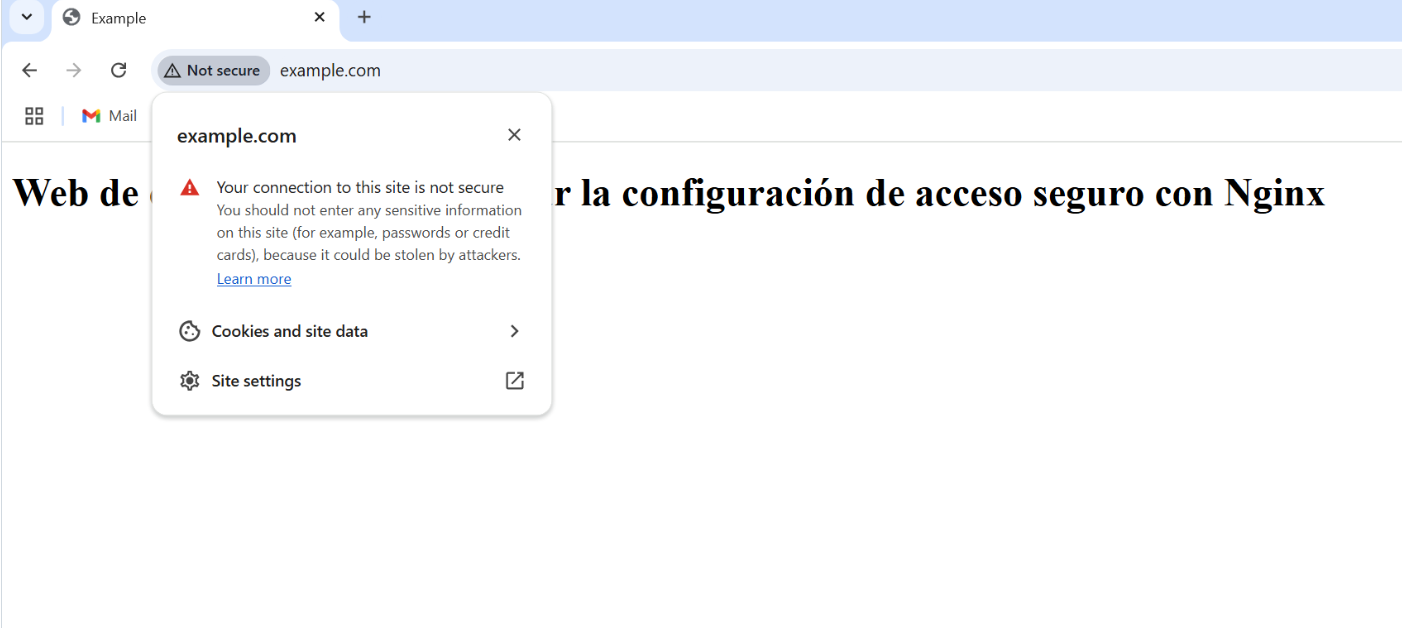 Example
Not secure
example.com
Mail
example.com
Your connection to this site is not secure
You should not enter any sensitive information
on this site (for example, passwords or credit
cards), because it could be stolen by attackers.
Learn more
Cookies and site data
Site settings
Web de r la configuración de acceso seguro con Nginx